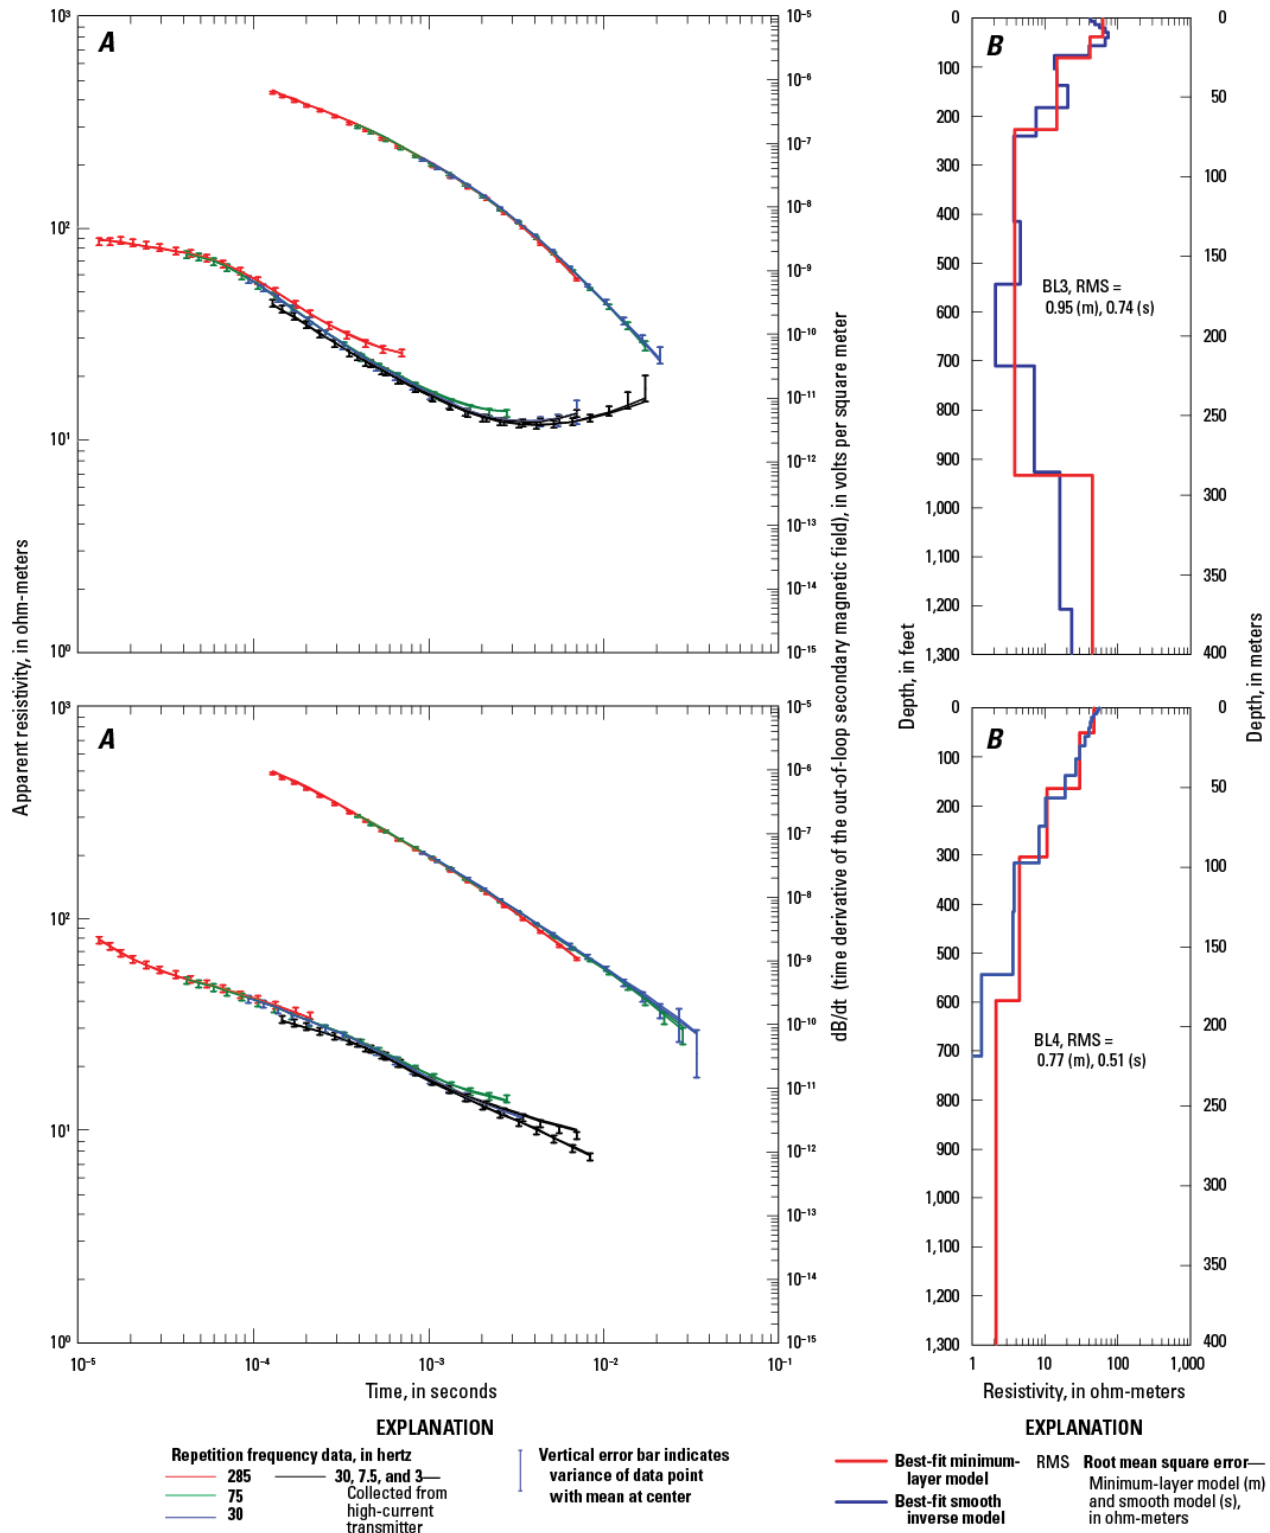 A
10³
10²
10¹
10⁰
10⁻⁵
10⁻⁶
10⁻⁷
10⁻⁸
10⁻⁹
10⁻¹⁰
10⁻¹¹
10⁻¹²
10⁻¹³
10⁻¹⁴
10⁻¹⁵
B
0
100
200
300
400
500
600
700
800
900
1,000
1,100
1,200
1,300
0
50
100
150
200
250
300
350
400
BL3, RMS =
0.95 (m), 0.74 (s)
Apparent resistivity, in ohm-meters
dB/dt (time derivative of the out-of-loop secondary magnetic field), in volts per square meter
Depth, in feet
Depth, in meters
A
10³
10²
10¹
10⁰
10⁻⁵
10⁻⁶
10⁻⁷
10⁻⁸
10⁻⁹
10⁻¹⁰
10⁻¹¹
10⁻¹²
10⁻¹³
10⁻¹⁴
10⁻¹⁵
10⁻⁵
10⁻⁴
10⁻³
10⁻²
10⁻¹
Time, in seconds
B
0
100
200
300
400
500
600
700
800
900
1,000
1,100
1,200
1,300
0
50
100
150
200
250
300
350
400
BL4, RMS =
0.77 (m), 0.51 (s)
1
10
100
1,000
Resistivity, in ohm-meters
EXPLANATION
Repetition frequency data, in hertz
285
75
30
30, 7.5, and 3—
Collected from
high-current
transmitter
Vertical error bar indicates
variance of data point
with mean at center
EXPLANATION
Best-fit minimum-
layer model
Best-fit smooth
inverse model
RMS Root mean square error—
Minimum-layer model (m)
and smooth model (s),
in ohm-meters